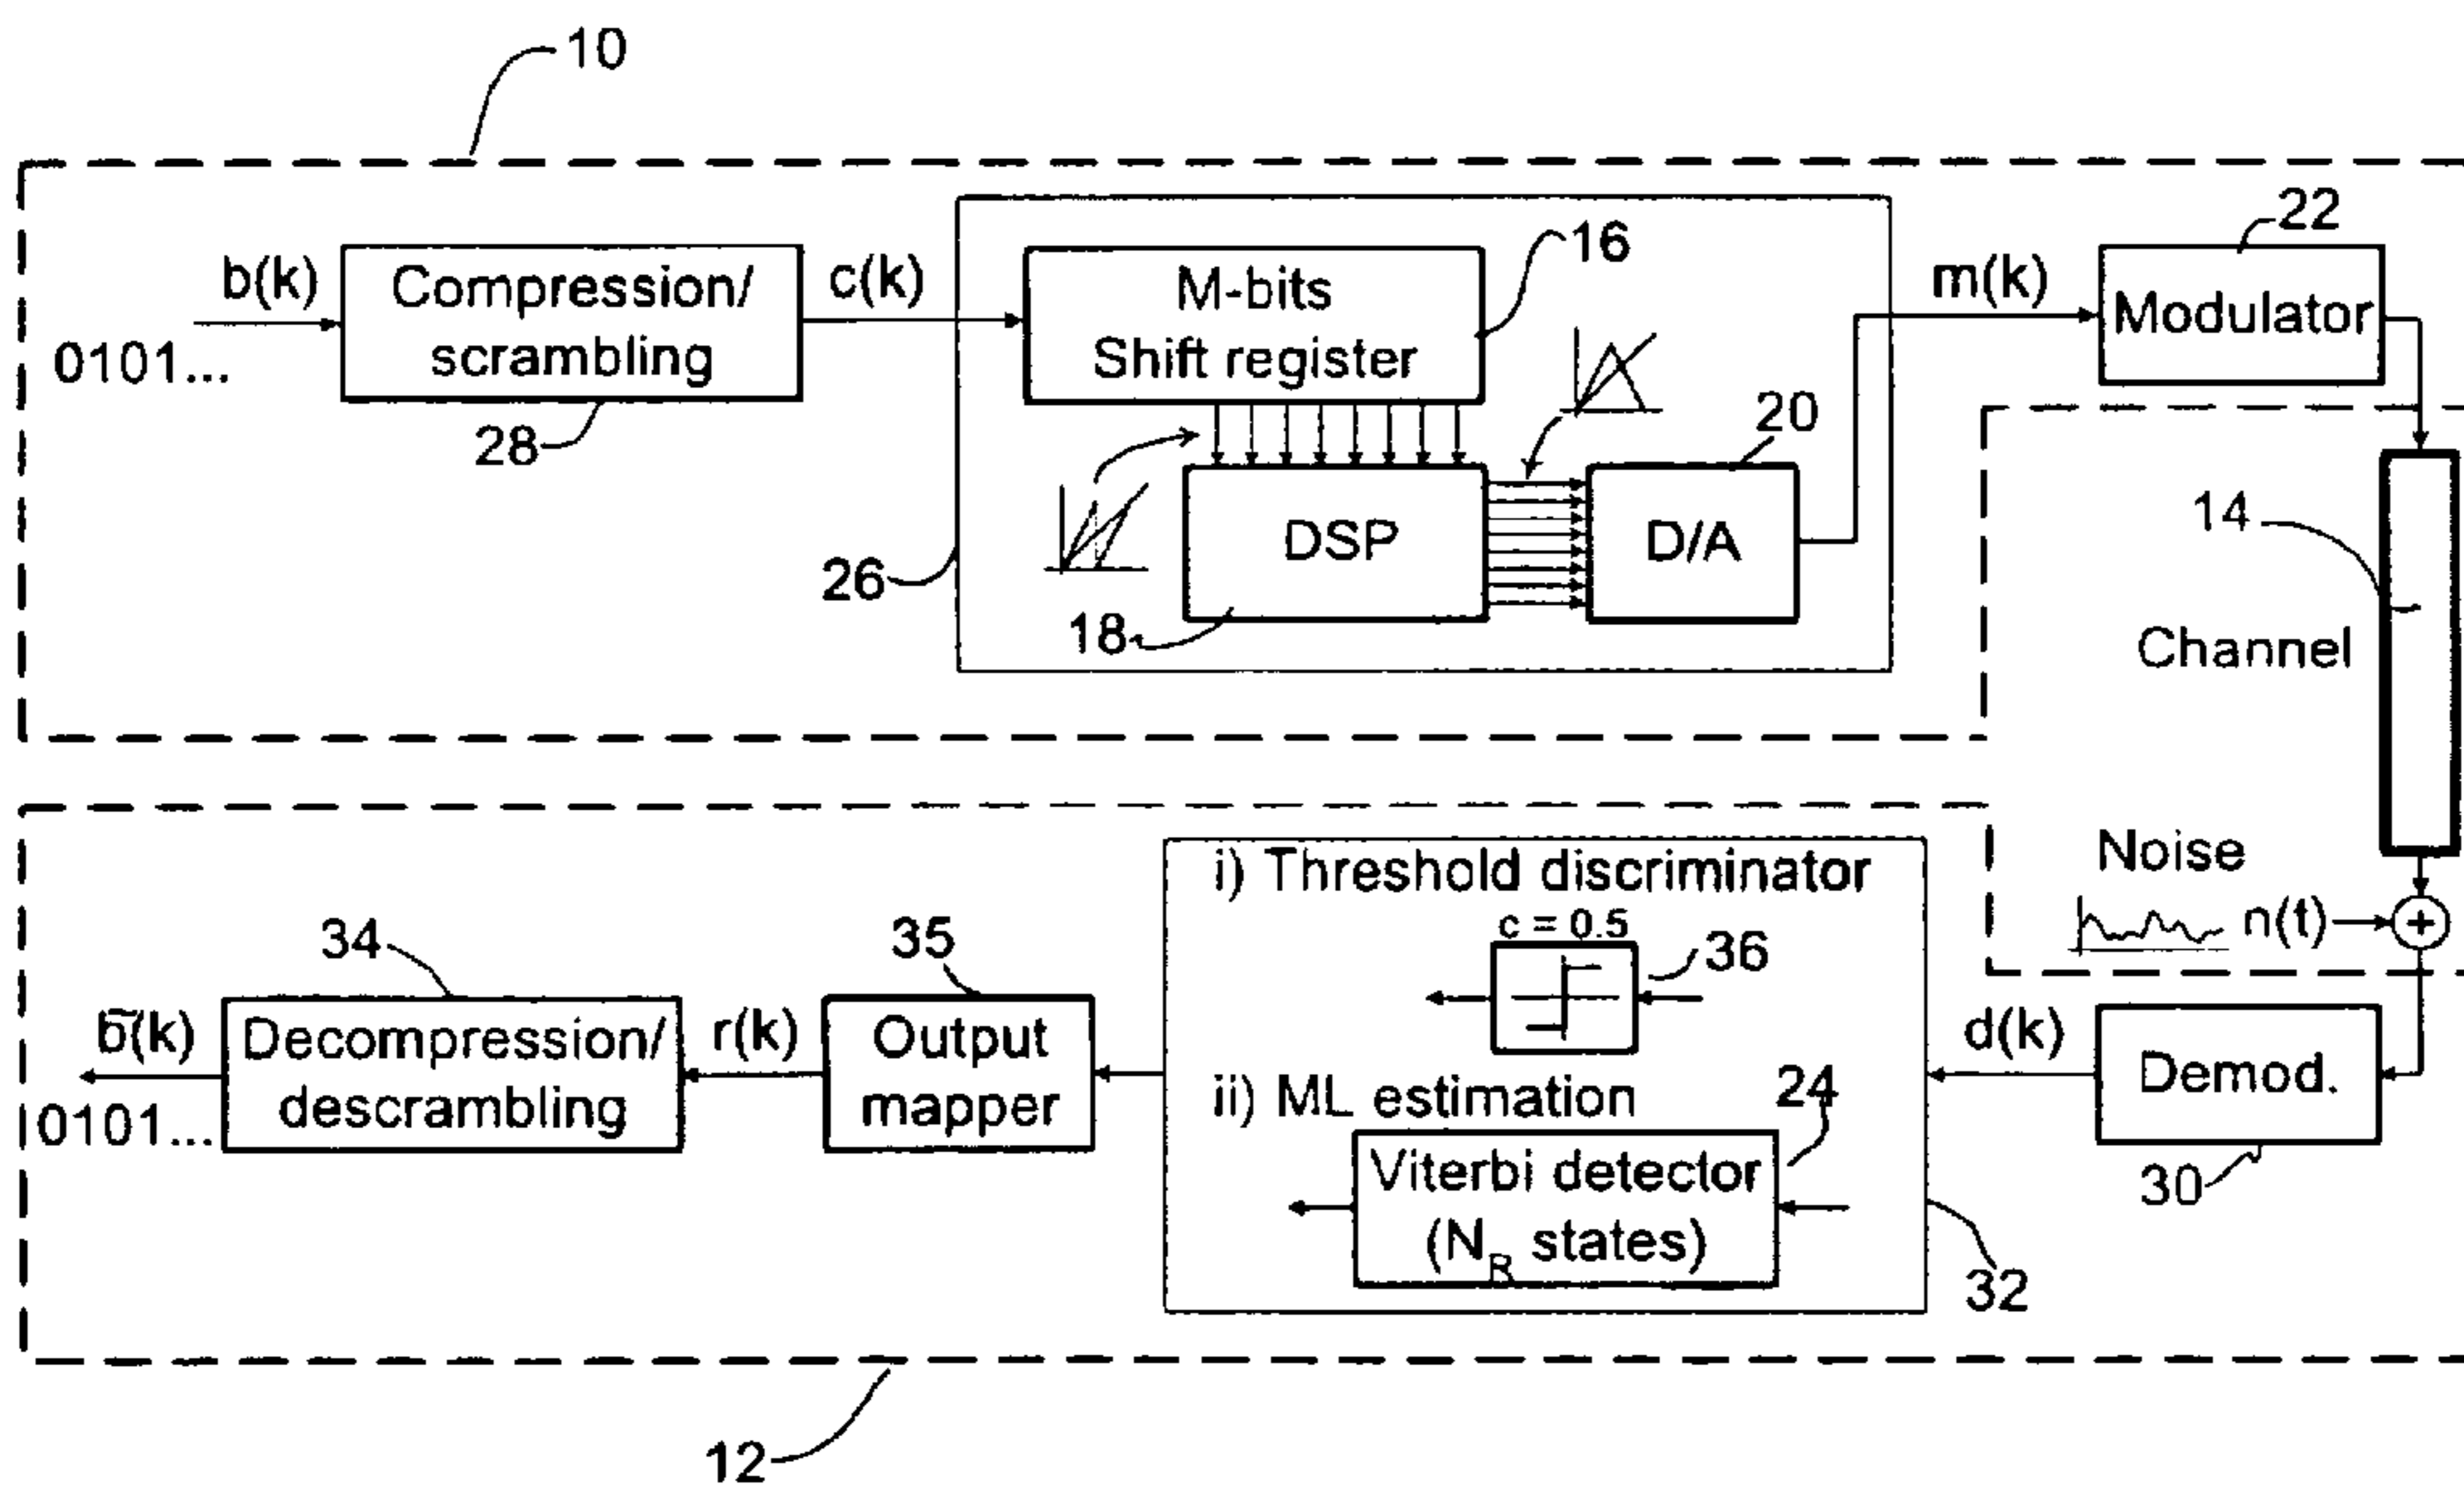 10
22
b(k)
Compression/
scrambling
c(k)
M-bits
Shift register
16
m(k)
Modulator
0101...
28
20
DSP
D/A
14
26
18
Channel
Noise
n(t)
+
i) Threshold discriminator
c = 0.5
36
34
35
b̃(k)
Decompression/
descrambling
r(k)
Output
mapper
d(k)
Demod.
0101...
ii) ML estimation
24
Viterbi detector
(N_R states)
30
32
12